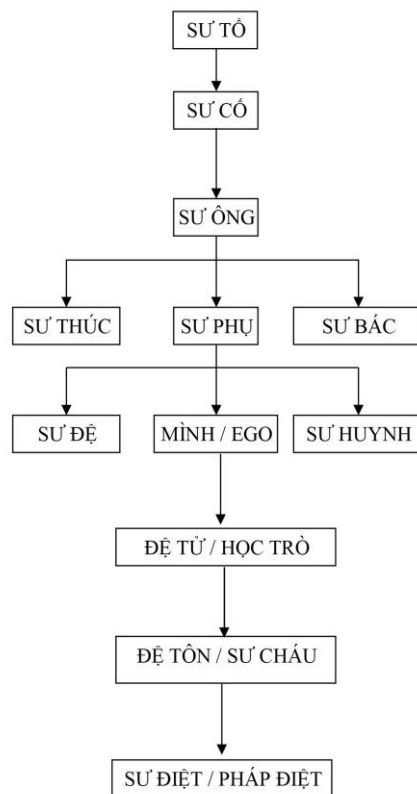 SƯ TỔ
SƯ CỐ
SƯ ÔNG
SƯ THÚC
SƯ PHỤ
SƯ BÁC
SƯ ĐỆ
MÌNH / EGO
SƯ HUYNH
ĐỆ TỬ / HỌC TRÒ
ĐỆ TÔN / SƯ CHÁU
SƯ ĐIỆT / PHÁP ĐIỆT